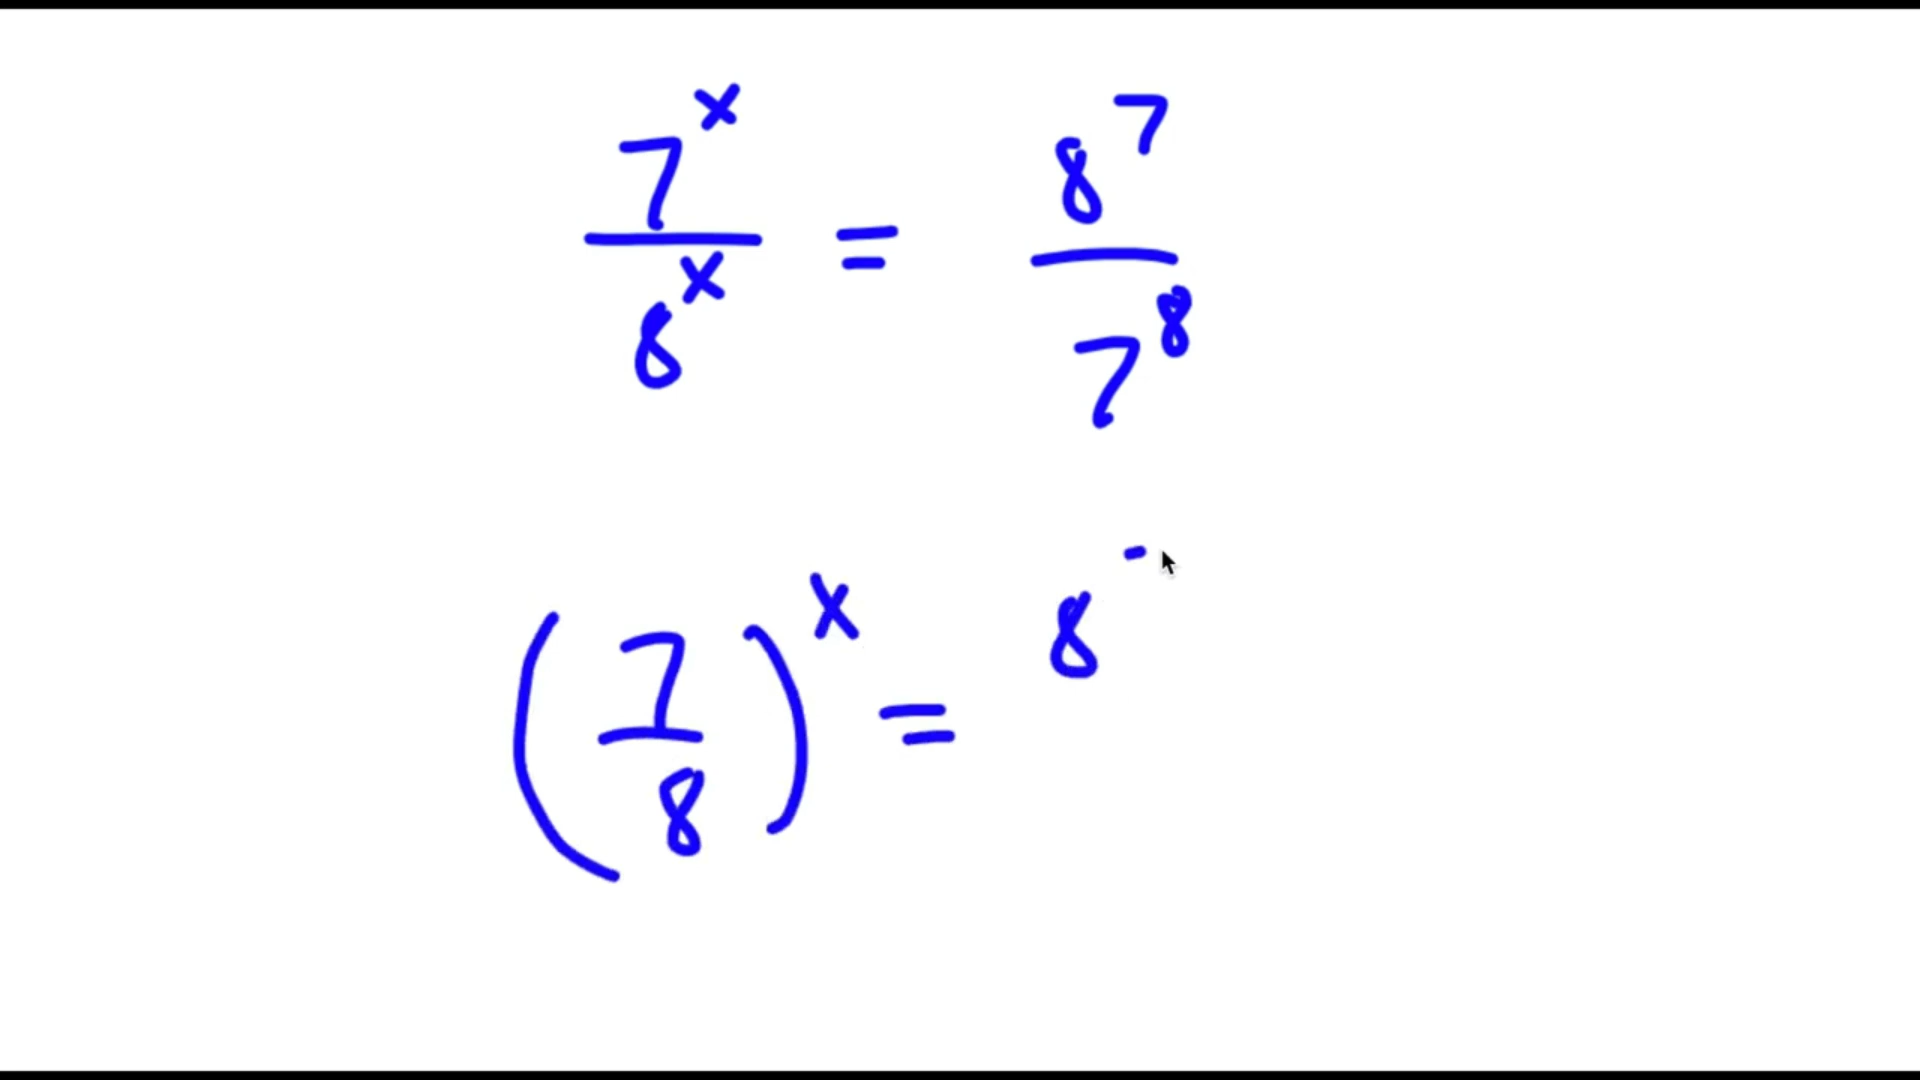 7^x / 8^x = 8^7 / 7^8
(7/8)^x = 8^-